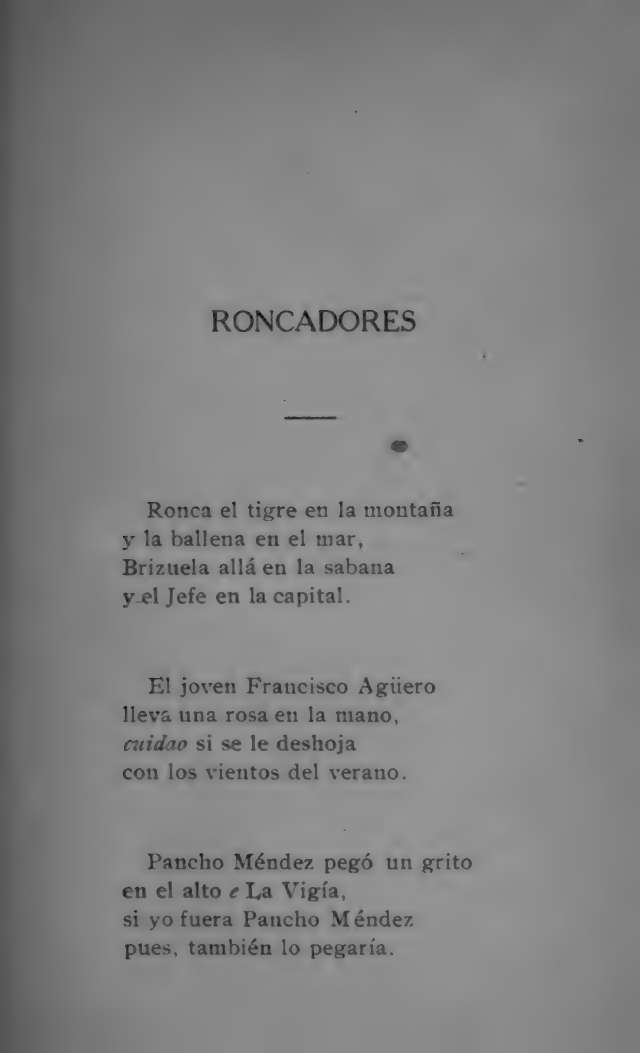 RONCADORES
Ronca el tigre en la montaña
y la ballena en el mar,
Brizuela allá en la sabana
y el Jefe en la capital.
El joven Francisco Agüero
lleva una rosa en la mano,
cuidao si se le deshoja
con los vientos del verano.
Pancho Méndez pegó un grito
en el alto e La Vigía,
si yo fuera Pancho Méndez
pues, también lo pegaría.